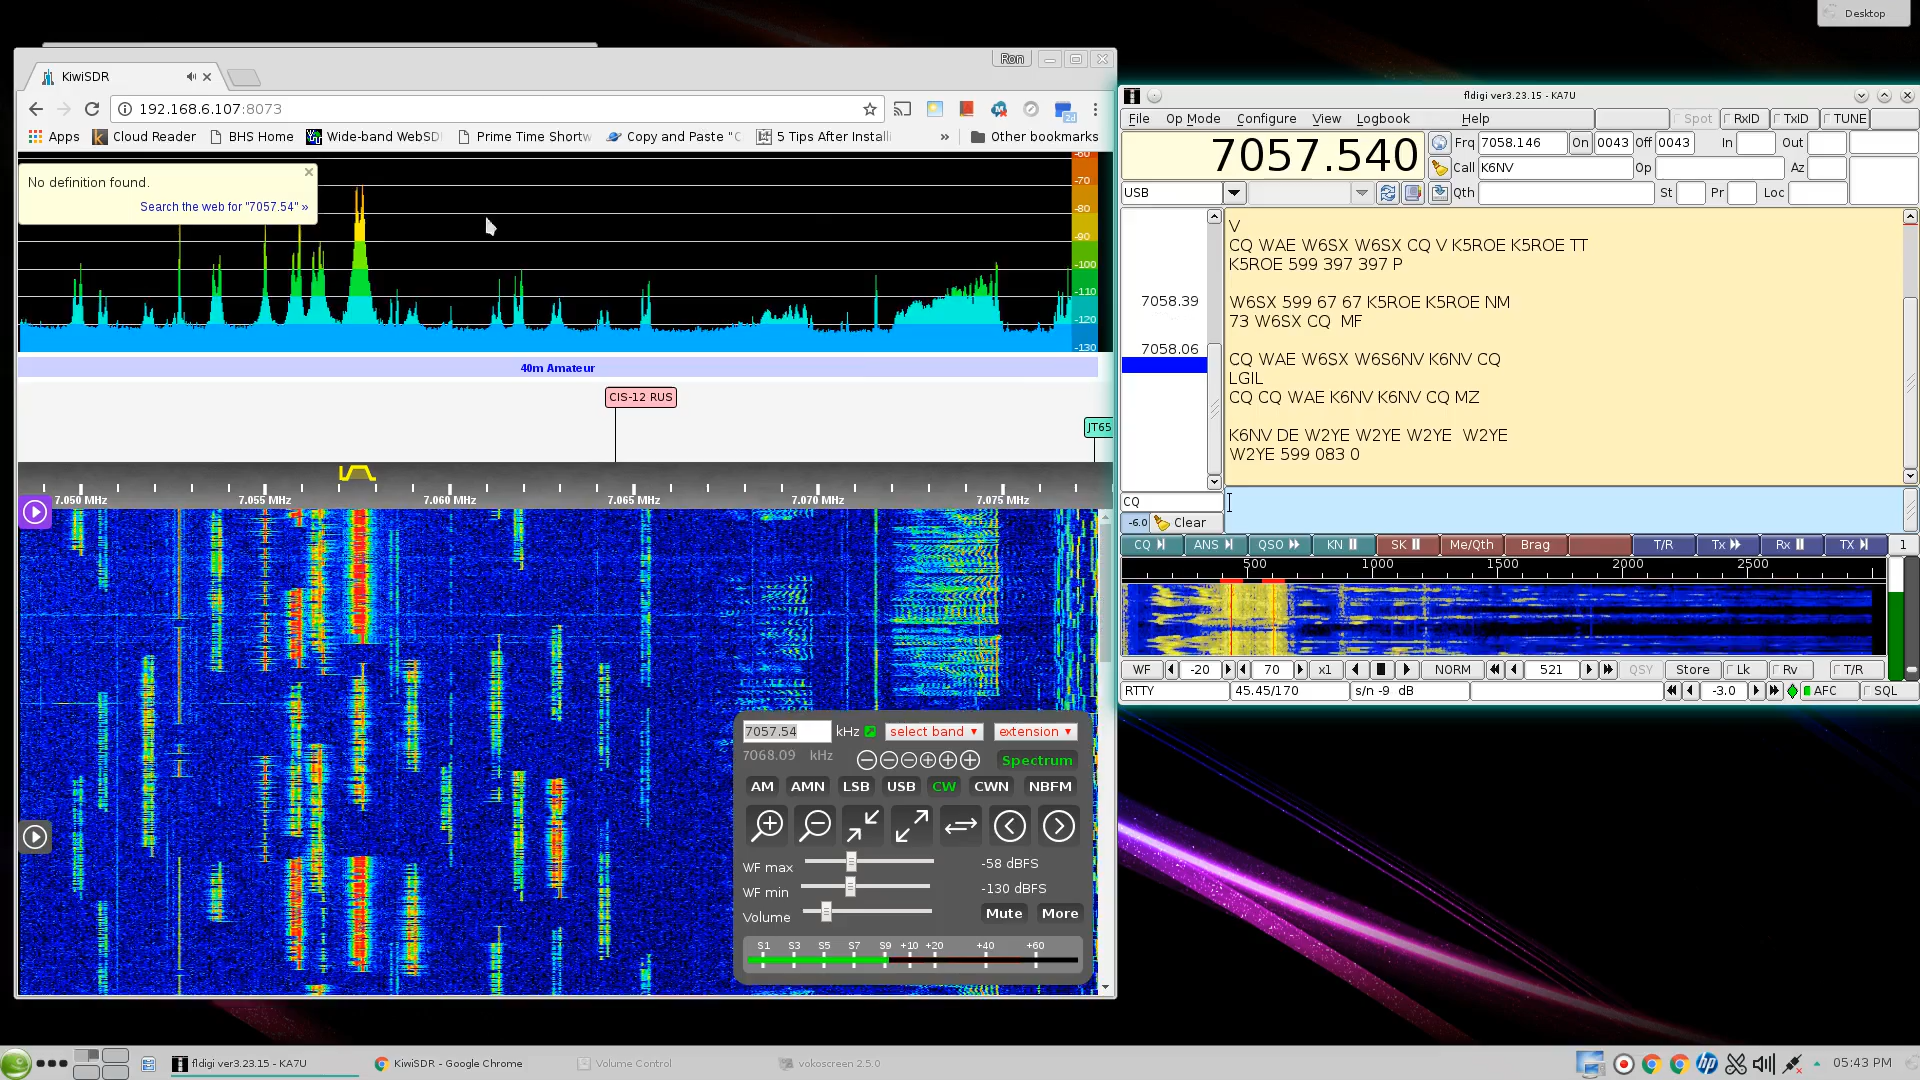 Desktop
Ron
KiwiSDR
192.168.6.107:8073
Apps Cloud Reader BHS Home Wide-band WebSD Prime Time Shortw Copy and Paste "C 5 Tips After Install » Other bookmarks
No definition found.
Search the web for "7057.54" »
-60
-70
-80
-90
-100
-110
-120
-130
40m Amateur
CIS-12 RUS
JT65
7.050 MHz 7.055 MHz 7.060 MHz 7.065 MHz 7.070 MHz 7.075 MHz
7057.54 kHz select band extension
7068.09 kHz Spectrum
AM AMN LSB USB CW CWN NBFM
WF max -58 dBFS
WF min -130 dBFS
Volume Mute More
S1 S3 S5 S7 S9 +10 +20 +40 +60
fldigi ver3.23.15 - KA7U
File Op Mode Configure View Logbook Help Spot RxID TxID TUNE
7057.540
Frq 7058.146 On 0043 Off 0043 In Out
Call K6NV Op Az
USB Qth St Pr Loc
7058.39
7058.06
V
CQ WAE W6SX W6SX CQ V K5ROE K5ROE TT
K5ROE 599 397 397 P
W6SX 599 67 67 K5ROE K5ROE NM
73 W6SX CQ  MF
CQ WAE W6SX W6S6NV K6NV CQ
LGIL
CQ CQ WAE K6NV K6NV CQ MZ
K6NV DE W2YE W2YE W2YE  W2YE
W2YE 599 083 0
CQ
-6.0 Clear
CQ ANS QSO KN SK Me/Qth Brag T/R Tx Rx TX 1
500 1000 1500 2000 2500
WF -20 70 x1 NORM 521 QSY Store Lk Rv T/R
RTTY 45.45/170 s/n -9 dB -3.0 AFC SQL
fldigi ver3.23.15 - KA7U KiwiSDR - Google Chrome Volume Control vokoscreen 2.5.0 hp 05:43 PM